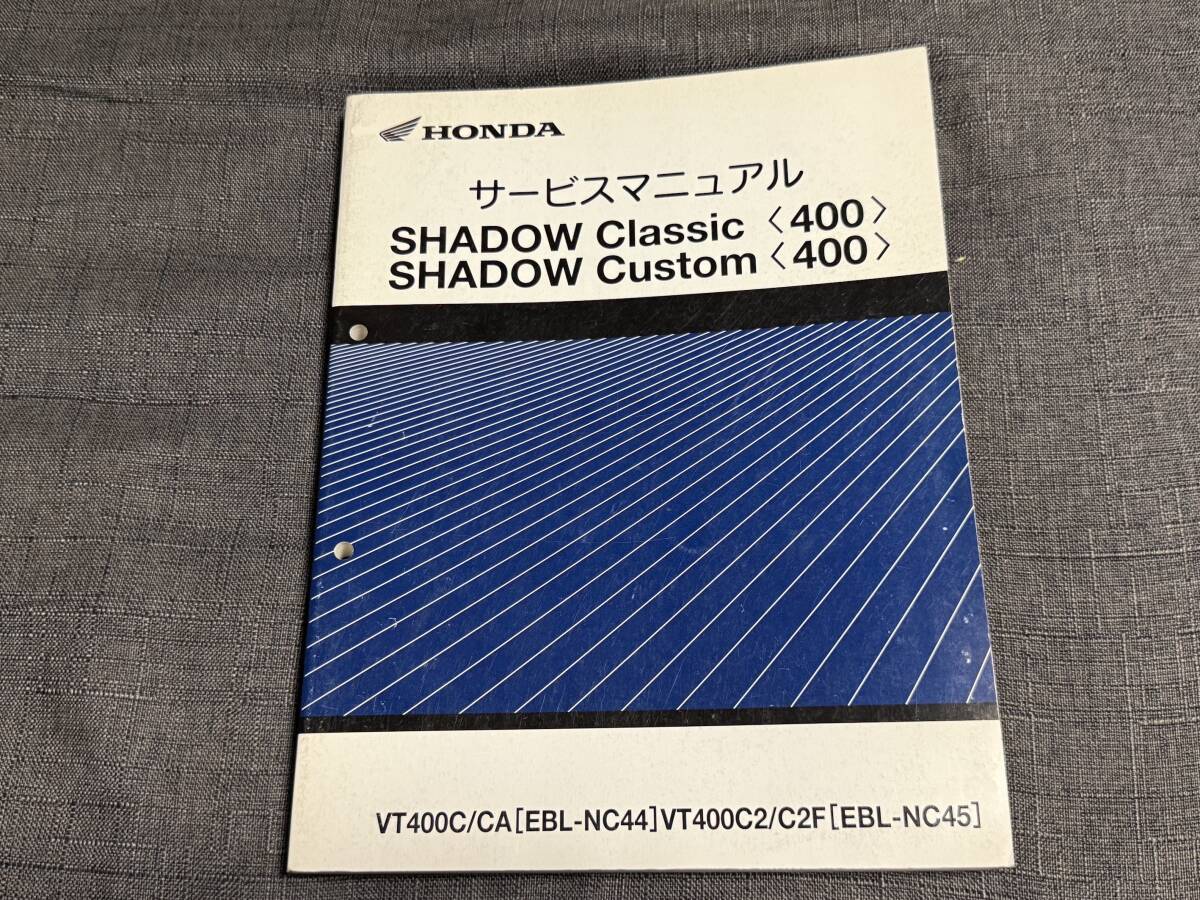 HONDA
サービスマニュアル
SHADOW Classic〈400〉
SHADOW Custom〈400〉
VT400C/CA[EBL-NC44]VT400C2/C2F[EBL-NC45]